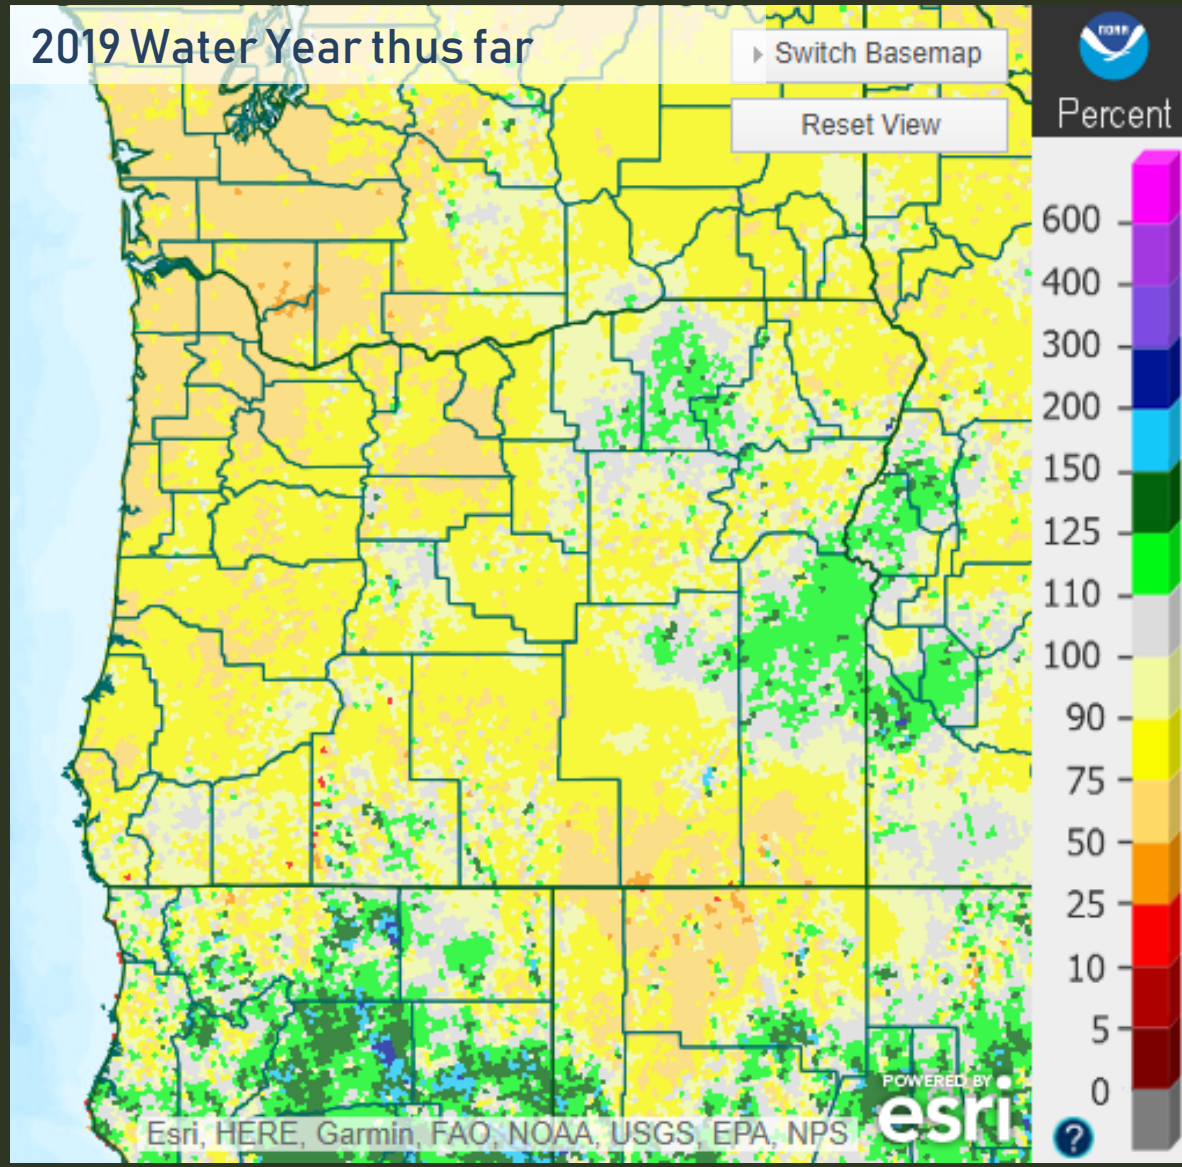 2019 Water Year thus far
Switch Basemap
Reset View
NOAA
Percent
600
400
300
200
150
125
110
100
90
75
50
25
10
5
0
?
POWERED BY
esri
Esri, HERE, Garmin, FAO, NOAA, USGS, EPA, NPS